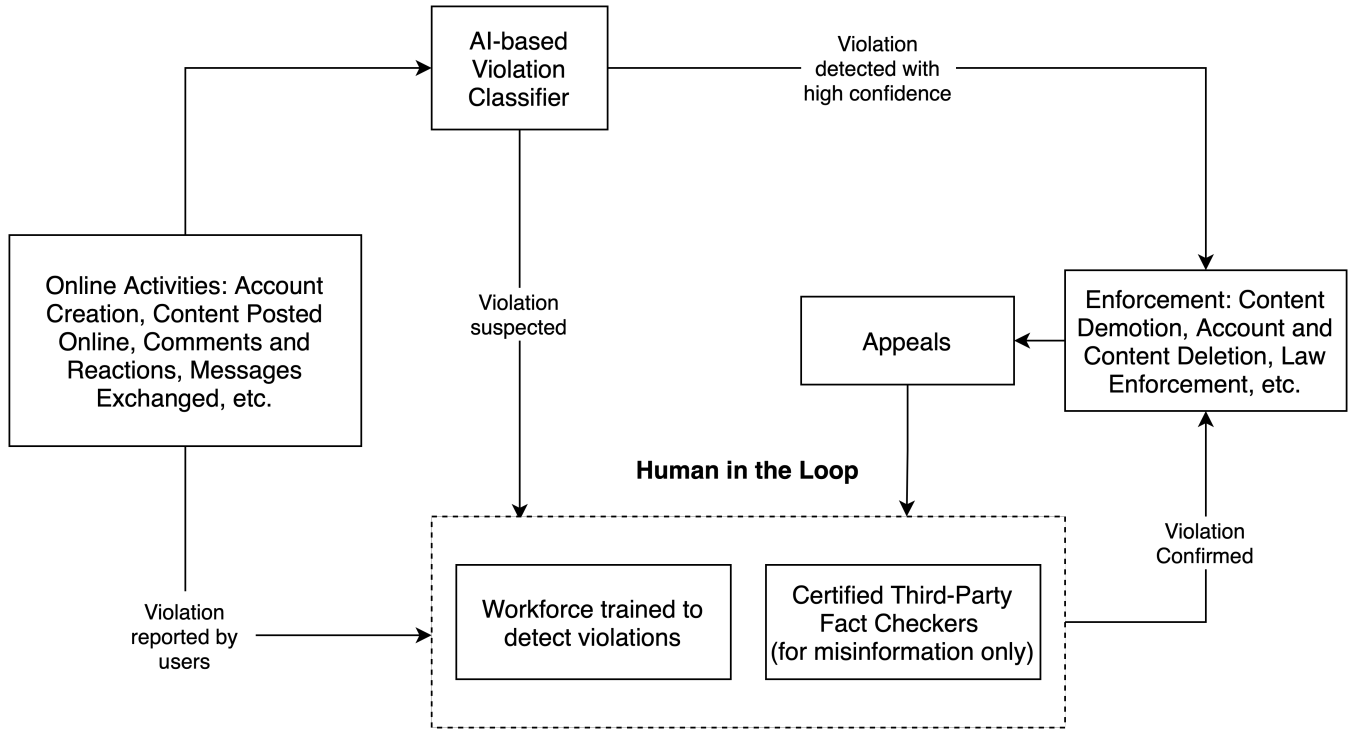 AI-based
Violation
Classifier
Violation
detected with
high confidence
Online Activities: Account
Creation, Content Posted
Online, Comments and
Reactions, Messages
Exchanged, etc.
Violation
suspected
Appeals
Enforcement: Content
Demotion, Account and
Content Deletion, Law
Enforcement, etc.
Human in the Loop
Violation
Confirmed
Violation
reported by
users
Workforce trained to
detect violations
Certified Third-Party
Fact Checkers
(for misinformation only)